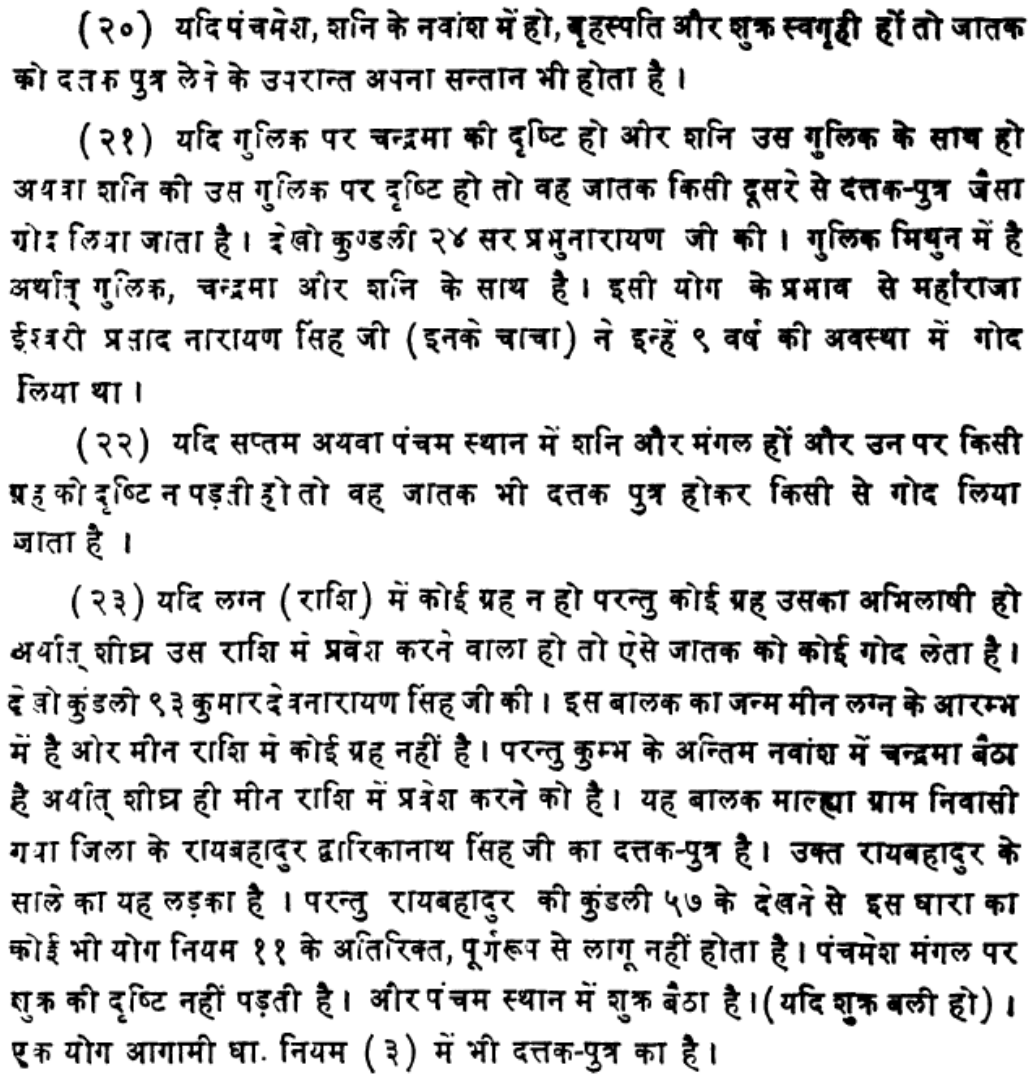 (२०) यदि पंचमेश, शनि के नवांश में हो, बृहस्पति और शुक्र स्वगृही हों तो जातक
को दत्तक पुत्र लेने के उपरान्त अपना सन्तान भी होता है ।
(२१) यदि गुलिक पर चन्द्रमा की दृष्टि हो और शनि उस गुलिक के साथ हो
अथवा शनि की उस गुलिक पर दृष्टि हो तो वह जातक किसी दूसरे से दत्तक-पुत्र जैसा
गोद लिया जाता है । देखो कुण्डली २४ सर प्रभुनारायण जी की । गुलिक मिथुन में है
अर्थात् गुलिक, चन्द्रमा और शनि के साथ है । इसी योग के प्रभाव से महाराजा
ईश्वरी प्रसाद नारायण सिंह जी (इनके चाचा) ने इन्हें ९ वर्ष की अवस्था में गोद
लिया था ।
(२२) यदि सप्तम अथवा पंचम स्थान में शनि और मंगल हों और उन पर किसी
ग्रह को दृष्टि न पड़ती हो तो वह जातक भी दत्तक पुत्र होकर किसी से गोद लिया
जाता है ।
(२३) यदि लग्न (राशि) में कोई ग्रह न हो परन्तु कोई ग्रह उसका अभिलाषी हो
अर्थात् शीघ्र उस राशि में प्रवेश करने वाला हो तो ऐसे जातक को कोई गोद लेता है ।
देखो कुंडली ९३ कुमार देवनारायण सिंह जी की । इस बालक का जन्म मीन लग्न के आरम्भ
में है ओर मीन राशि में कोई ग्रह नहीं है । परन्तु कुम्भ के अन्तिम नवांश में चन्द्रमा बैठा
है अर्थात् शीघ्र ही मीन राशि में प्रवेश करने को है । यह बालक माल्ह्या ग्राम निवासी
गया जिला के रायबहादुर द्वारिकानाथ सिंह जी का दत्तक-पुत्र है । उक्त रायबहादुर के
साले का यह लड़का है । परन्तु रायबहादुर की कुंडली ५७ के देखने से इस धारा का
कोई भी योग नियम ११ के अतिरिक्त, पूर्णरूप से लागू नहीं होता है । पंचमेश मंगल पर
शुक्र की दृष्टि नहीं पड़ती है । और पंचम स्थान में शुक्र बैठा है । (यदि शुक्र बली हो) ।
एक योग आगामी धा. नियम (३) में भी दत्तक-पुत्र का है ।